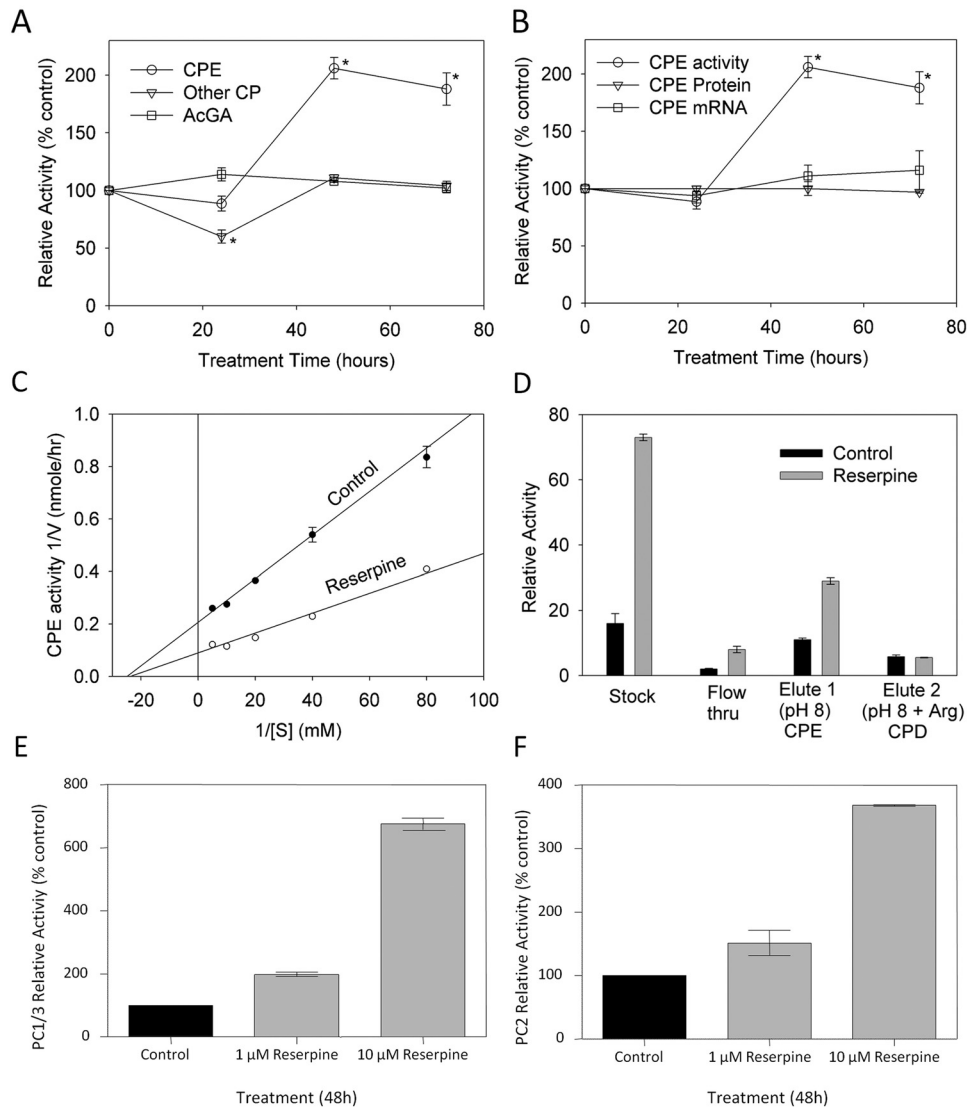 A
Relative Activity (% control)
200
150
100
50
0
CPE
Other CP
AcGA
*
*
*
0
20
40
60
80
Treatment Time (hours)
B
Relative Activity (% control)
200
150
100
50
0
CPE activity
CPE Protein
CPE mRNA
*
*
0
20
40
60
80
Treatment Time (hours)
C
CPE activity 1/V (nmole/hr)
1.0
0.8
0.6
0.4
0.2
0.0
Control
Reserpine
-20
0
20
40
60
80
100
1/[S] (mM)
D
Relative Activity
80
60
40
20
0
Control
Reserpine
Stock
Flow
thru
Elute 1
(pH 8)
CPE
Elute 2
(pH 8 + Arg)
CPD
E
PC1/3 Relative Activiy (% control)
800
600
400
200
0
Control
1 µM Reserpine
10 µM Reserpine
Treatment (48h)
F
PC2 Relative Activity (% control)
400
300
200
100
0
Control
1 µM Reserpine
10 µM Reserpine
Treatment (48h)